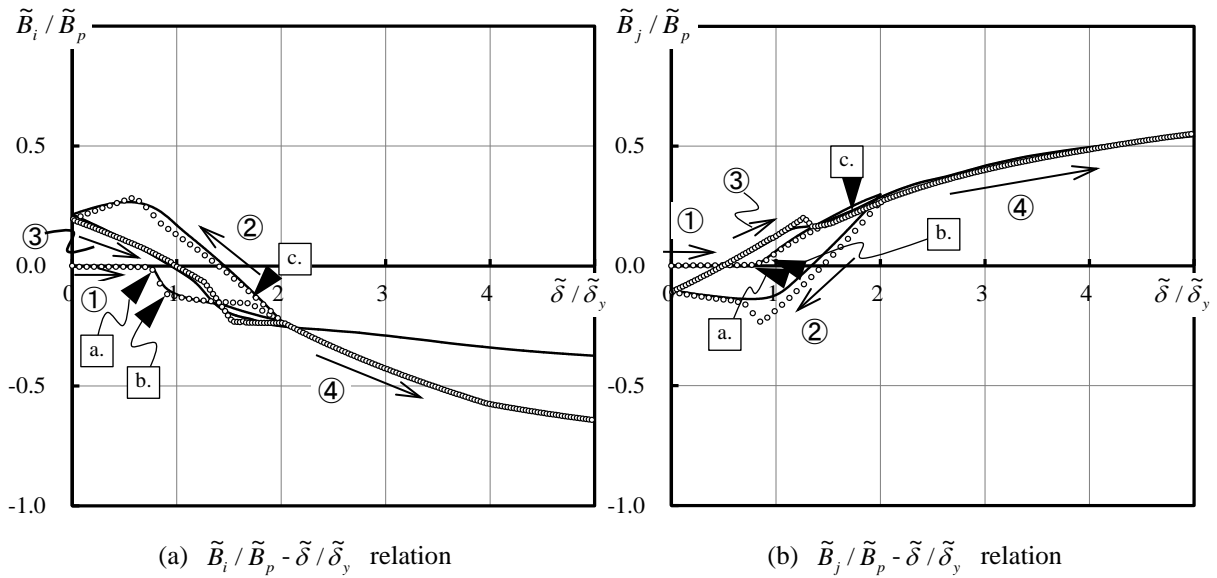 B̃ᵢ / B̃ₚ
0.5
0.0
-0.5
-1.0
0 1 2 3 4
δ̃ / δ̃ᵧ
①
②
③
④
a.
b.
c.
(a) B̃ᵢ / B̃ₚ - δ̃ / δ̃ᵧ relation
B̃ⱼ / B̃ₚ
0.5
0.0
-0.5
-1.0
0 1 2 3 4
δ̃ / δ̃ᵧ
①
②
③
④
a.
b.
c.
(b) B̃ⱼ / B̃ₚ - δ̃ / δ̃ᵧ relation